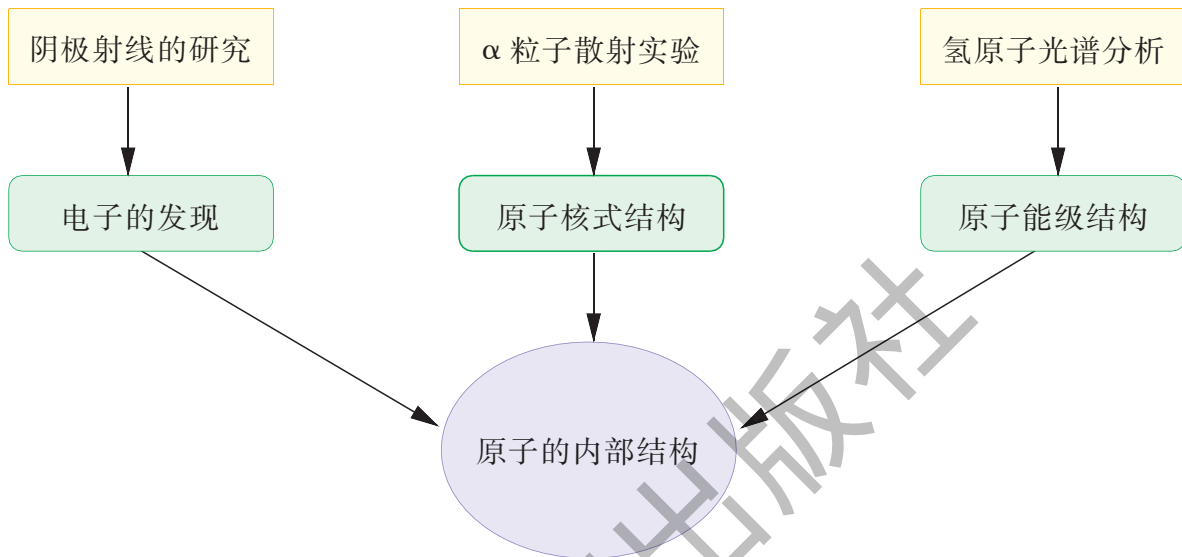 阴极射线的研究
α 粒子散射实验
氢原子光谱分析
电子的发现
原子核式结构
原子能级结构
原子的内部结构
出版社